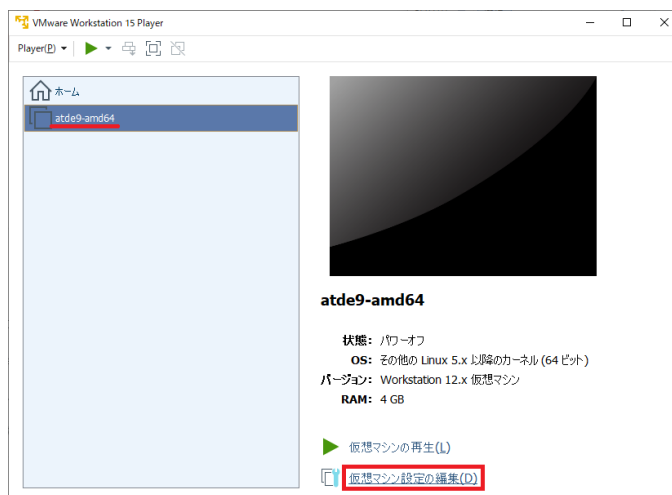 VMware Workstation 15 Player
Player(P)
ホーム
atde9-amd64
atde9-amd64
状態: パワーオフ
OS: その他の Linux 5.x 以降のカーネル (64 ビット)
バージョン: Workstation 12.x 仮想マシン
RAM: 4 GB
仮想マシンの再生(L)
仮想マシン設定の編集(D)